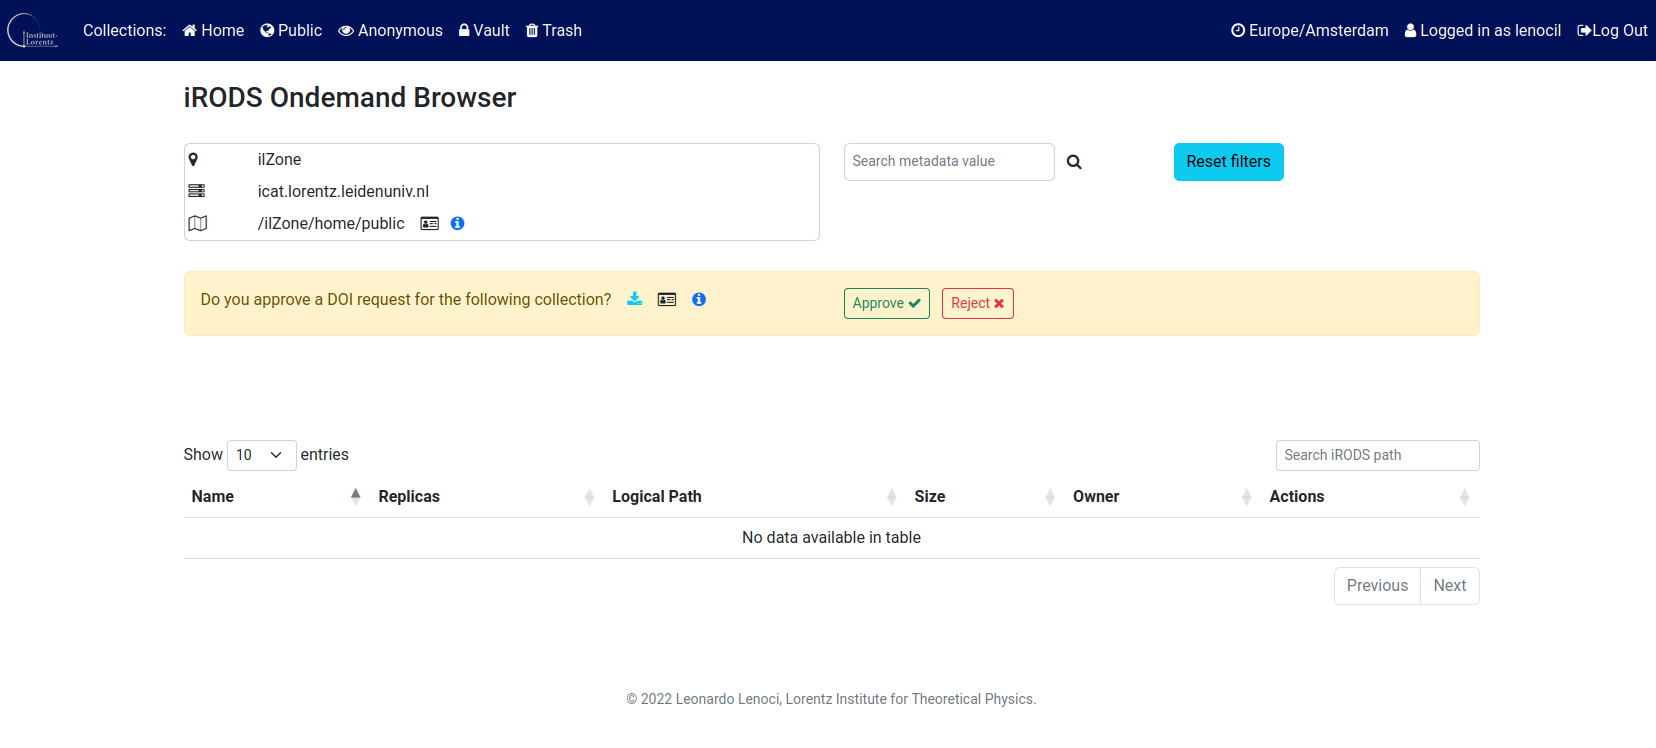 Instituut-
Lorentz
Collections: Home Public Anonymous Vault Trash Europe/Amsterdam Logged in as lenocil Log Out
iRODS Ondemand Browser
ilZone
icat.lorentz.leidenuniv.nl
/ilZone/home/public
Search metadata value
Reset filters
Do you approve a DOI request for the following collection? Approve Reject
Show 10 entries Search iRODS path
Name Replicas Logical Path Size Owner Actions
No data available in table
Previous Next
© 2022 Leonardo Lenoci, Lorentz Institute for Theoretical Physics.